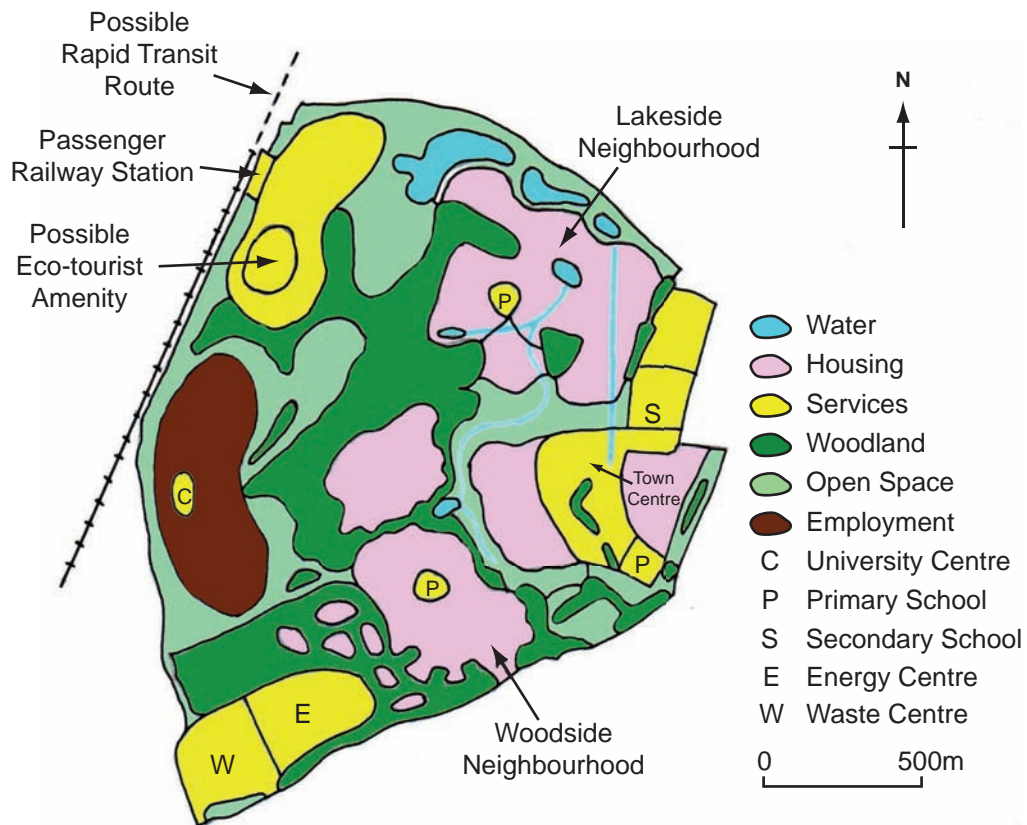 Possible
Rapid Transit
Route
Passenger
Railway Station
Possible
Eco-tourist
Amenity
Lakeside
Neighbourhood
N
P
S
Town
Centre
C
P
P
E
W
Woodside
Neighbourhood
Water
Housing
Services
Woodland
Open Space
Employment
C University Centre
P Primary School
S Secondary School
E Energy Centre
W Waste Centre
0 500m